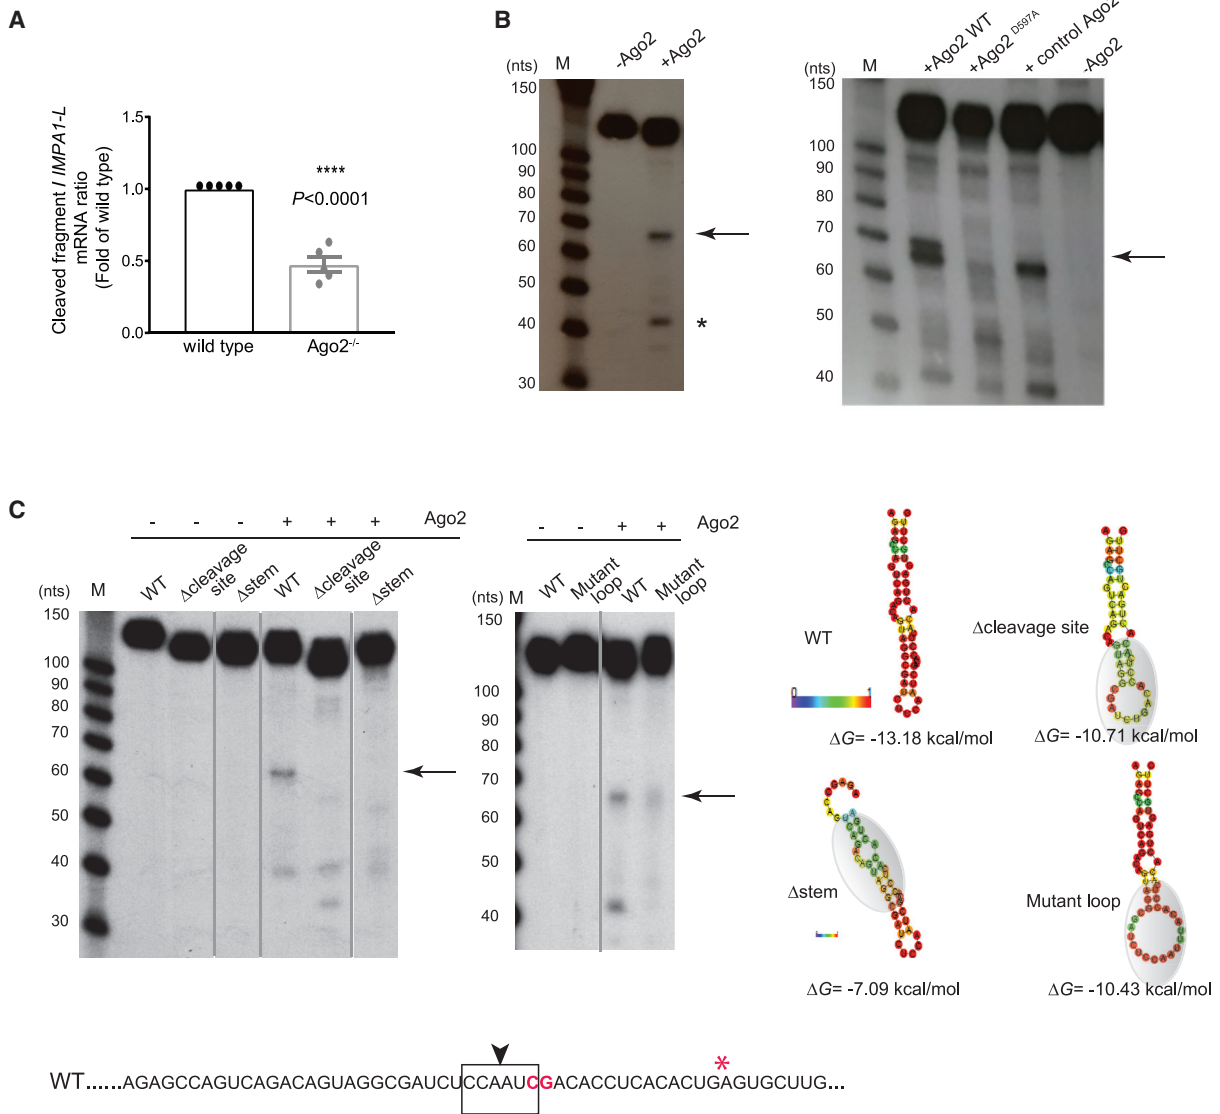 A
Cleaved fragment / IMPA1-L
mRNA ratio
(Fold of wild type)
1.5
1.0
0.5
0.0
****
P<0.0001
wild type
Ago2-/-
B
(nts)
M
-Ago2
+Ago2
150
100
90
80
70
60
50
40
30
*
(nts)
M
+Ago2 WT
+Ago2 D597A
+ control Ago2
-Ago2
150
100
90
80
70
60
50
40
C
- - - + + + Ago2
(nts)
M
WT
Δcleavage site
Δstem
WT
Δcleavage site
Δstem
150
100
90
80
70
60
50
40
30
- - + + Ago2
(nts)
M
WT
Mutant loop
WT
Mutant loop
150
100
90
80
70
60
50
40
WT
0 1
ΔG= -13.18 kcal/mol
Δcleavage site
ΔG= -10.71 kcal/mol
Δstem
ΔG= -7.09 kcal/mol
Mutant loop
ΔG= -10.43 kcal/mol
*
WT......AGAGCCAGUCAGACAGUAGGCGAUCUCCAAUCGACACCUCACACUGAGUGCUUG...